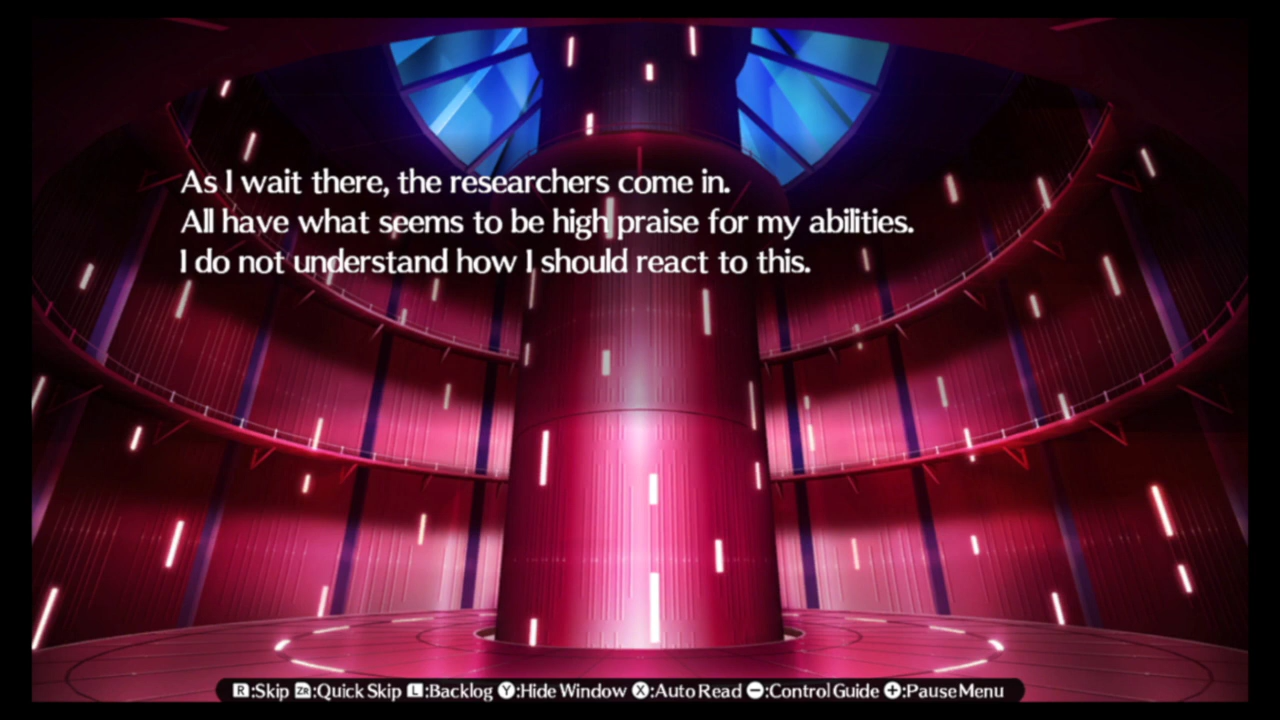 As I wait there, the researchers come in.
All have what seems to be high praise for my abilities.
I do not understand how I should react to this.
R:Skip ZR:Quick Skip L:Backlog Y:Hide Window X:Auto Read -:Control Guide +:Pause Menu